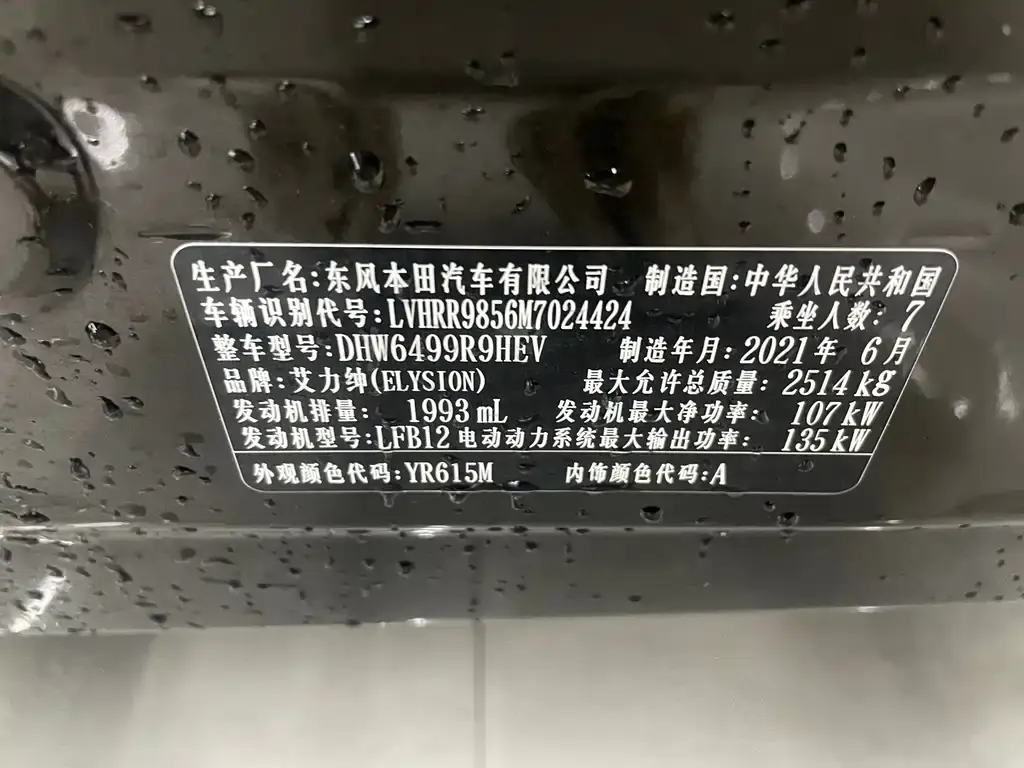 生产厂名:东风本田汽车有限公司 制造国:中华人民共和国
车辆识别代号:LVHRR9856M7024424 乘坐人数: 7
整车型号:DHW6499R9HEV 制造年月:2021年 6月
品牌:艾力绅(ELYSION) 最大允许总质量: 2514kg
发动机排量: 1993mL 发动机最大净功率: 107kW
发动机型号:LFB12 电动动力系统最大输出功率: 135kW
外观颜色代码:YR615M 内饰颜色代码:A